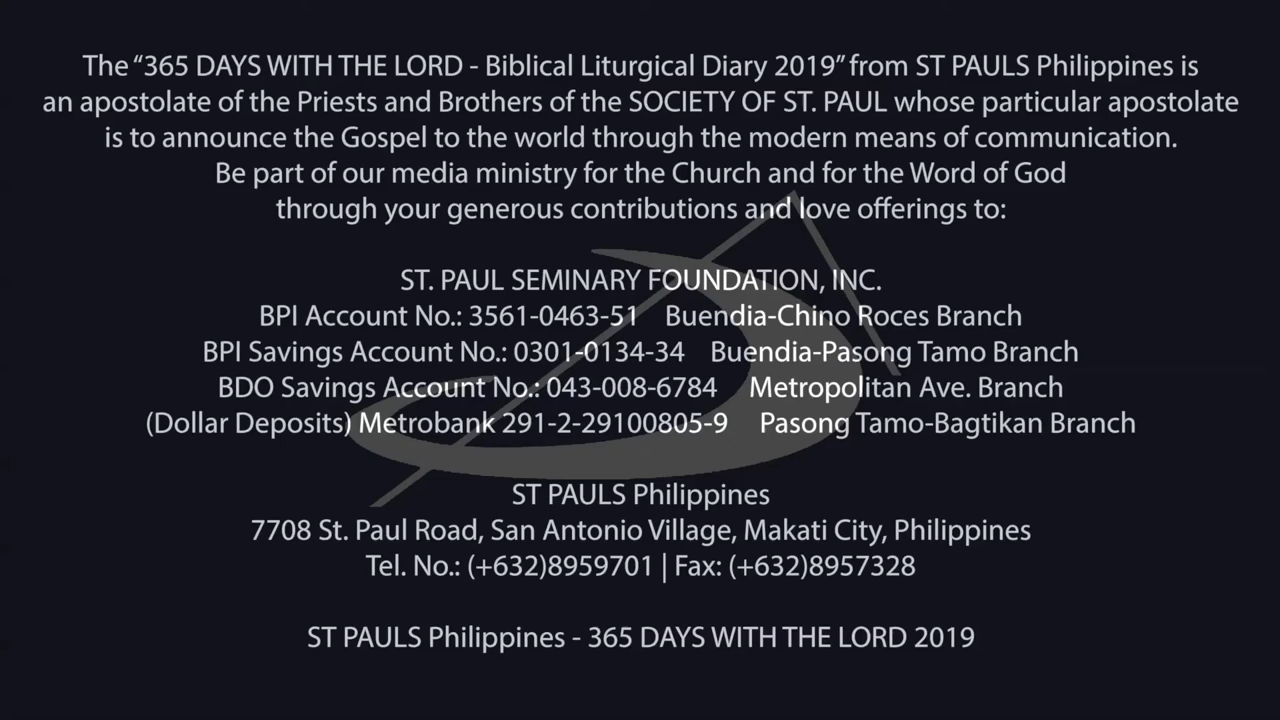 The “365 DAYS WITH THE LORD - Biblical Liturgical Diary 2019” from ST PAULS Philippines is
an apostolate of the Priests and Brothers of the SOCIETY OF ST. PAUL whose particular apostolate
is to announce the Gospel to the world through the modern means of communication.
Be part of our media ministry for the Church and for the Word of God
through your generous contributions and love offerings to:
ST. PAUL SEMINARY FOUNDATION, INC.
BPI Account No.: 3561-0463-51 Buendia-Chino Roces Branch
BPI Savings Account No.: 0301-0134-34 Buendia-Pasong Tamo Branch
BDO Savings Account No.: 043-008-6784 Metropolitan Ave. Branch
(Dollar Deposits) Metrobank 291-2-29100805-9 Pasong Tamo-Bagtikan Branch
ST PAULS Philippines
7708 St. Paul Road, San Antonio Village, Makati City, Philippines
Tel. No.: (+632)8959701 | Fax: (+632)8957328
ST PAULS Philippines - 365 DAYS WITH THE LORD 2019